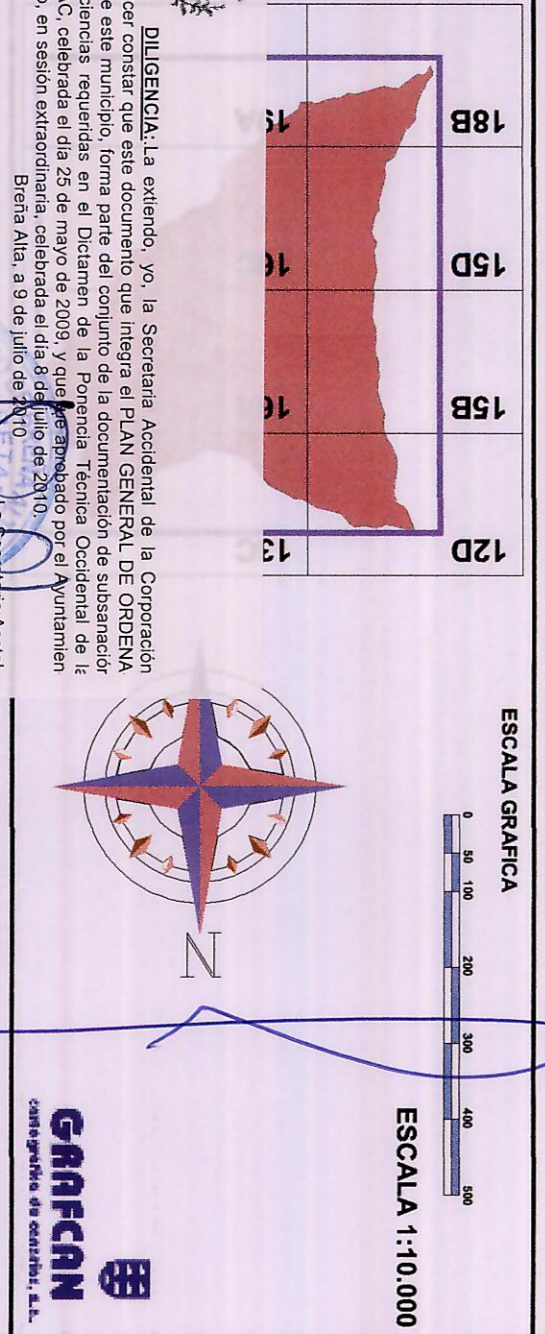 ESCALA GRAFICA
0 50 100 200 300 400 500
ESCALA 1:10.000
18B
15D
15B
12D
N
GRAFCAN
DILIGENCIA: La extiendo, yo, la Secretaria Accidental de la Corporación
cer constar que este documento que integra el PLAN GENERAL DE ORDENA
e este municipio, forma parte del conjunto de la documentación de subsanación
ciencias requeridas en el Dictamen de la Ponencia Técnica Occidental de la
AC, celebrada el día 25 de mayo de 2009, y que fue aprobado por el Ayuntamien
o, en sesión extraordinaria, celebrada el día 8 de julio de 2010.
Breña Alta, a 9 de julio de 2010